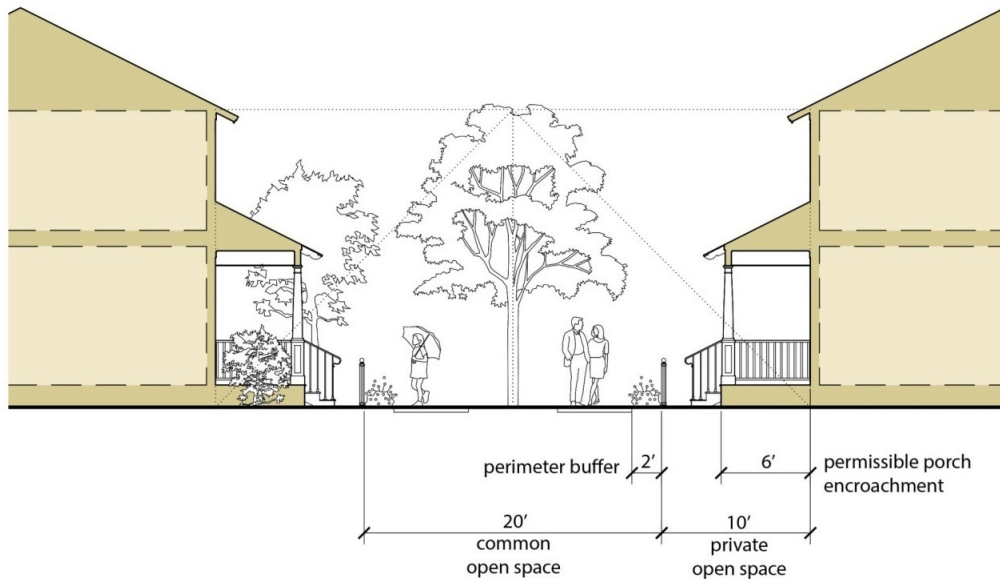 perimeter buffer
2’
6’
permissible porch
encroachment
20’
common
open space
10’
private
open space